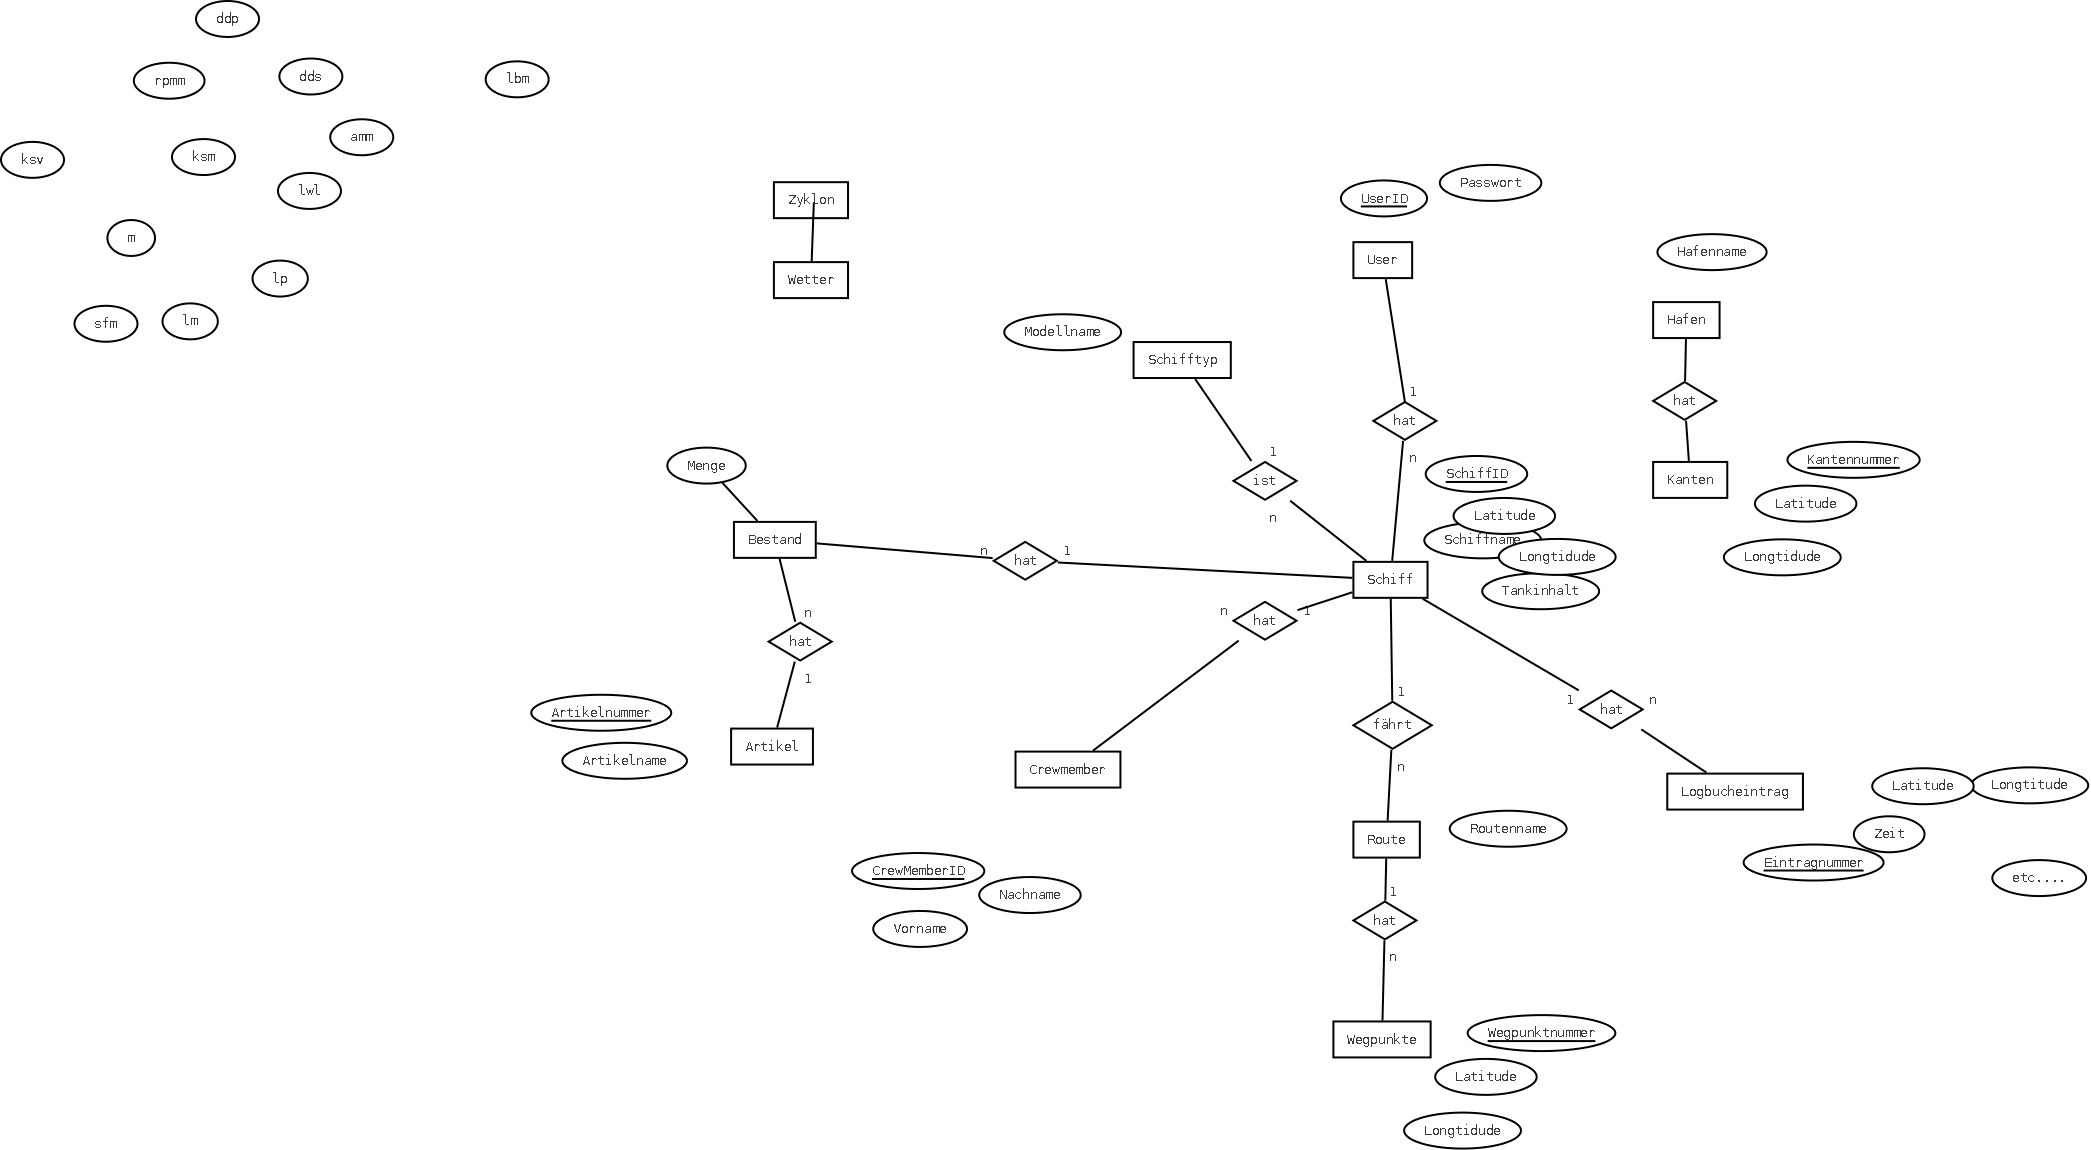 ddp
rpmm
dds
lbm
amm
ksv
ksm
lwl
m
lp
sfm
lm
Zyklon
Wetter
UserID
Passwort
User
Hafenname
Hafen
hat
Kanten
Kantennummer
Latitude
Longtidude
Modellname
Schifftyp
1
ist
n
1
hat
n
SchiffID
Latitude
Schiffname
Longtidude
Tankinhalt
Schiff
Menge
Bestand
n
hat
1
n
hat
1
Artikelnummer
Artikelname
Artikel
n
hat
1
Crewmember
CrewMemberID
Nachname
Vorname
1
fährt
n
Route
Routenname
1
hat
n
Wegpunkte
Wegpunktnummer
Latitude
Longtidude
1
hat
n
Logbucheintrag
Latitude
Longtitude
Zeit
Eintragnummer
etc....